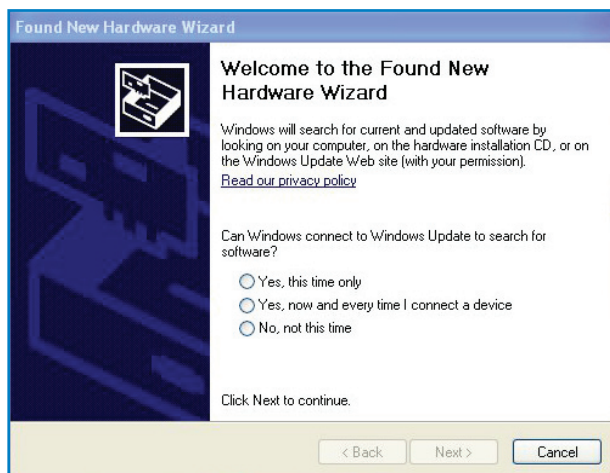 Found New Hardware Wizard
Welcome to the Found New
Hardware Wizard
Windows will search for current and updated software by
looking on your computer, on the hardware installation CD, or on
the Windows Update Web site (with your permission).
Read our privacy policy
Can Windows connect to Windows Update to search for
software?
Yes, this time only
Yes, now and every time I connect a device
No, not this time
Click Next to continue.
< Back
Next >
Cancel